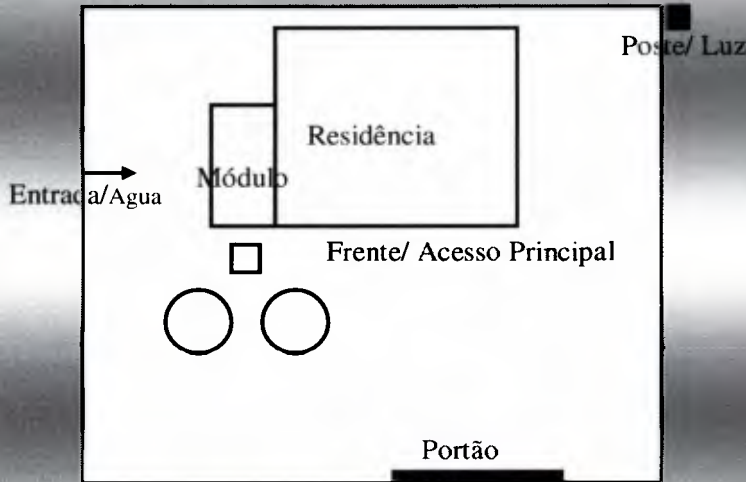 Poste/ Luz
Residência
Módulo
Entrada/Agua
Frente/ Acesso Principal
Portão